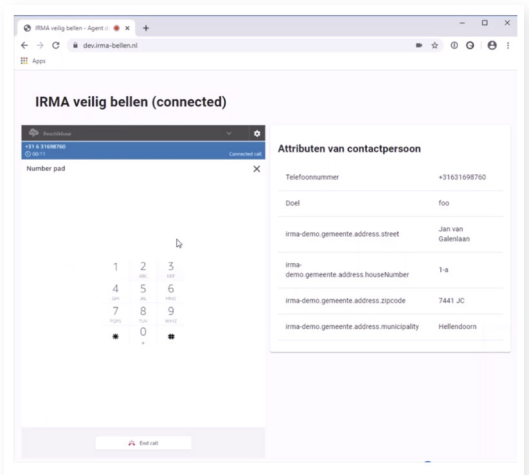 IRMA veilig bellen - Agent d
dev.irma-bellen.nl
Apps
IRMA veilig bellen (connected)
Beschikbaar
+31 6 31698760
00:11 Connected call
Number pad
1 2 3
ABC DEF
4 5 6
GHI JKL MNO
7 8 9
PQRS TUV WXYZ
* 0 #
+
End call
Attributen van contactpersoon
Telefoonnummer +31631698760
Doel foo
irma-demo.gemeente.address.street Jan van
Galenlaan
irma-
demo.gemeente.address.houseNumber 1-a
irma-demo.gemeente.address.zipcode 7441 JC
irma-demo.gemeente.address.municipality Hellendoorn